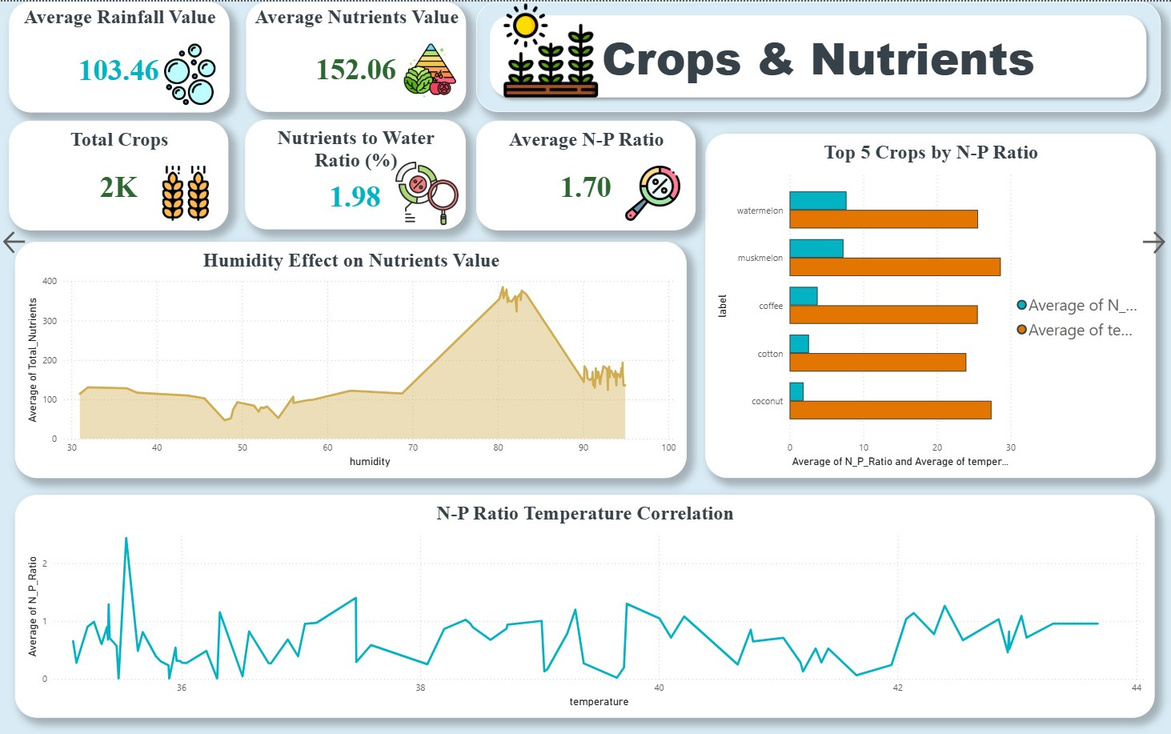 Average Rainfall Value
103.46
Average Nutrients Value
152.06
Crops & Nutrients
Total Crops
2K
Nutrients to Water
Ratio (%)
1.98
Average N-P Ratio
1.70
Top 5 Crops by N-P Ratio
label
watermelon
muskmelon
coffee
cotton
coconut
0 10 20 30
Average of N_P_Ratio and Average of temper...
Average of N_...
Average of te...
Humidity Effect on Nutrients Value
Average of Total_Nutrients
400
300
200
100
0
30 40 50 60 70 80 90 100
humidity
N-P Ratio Temperature Correlation
Average of N_P_Ratio
2
1
0
36 38 40 42 44
temperature